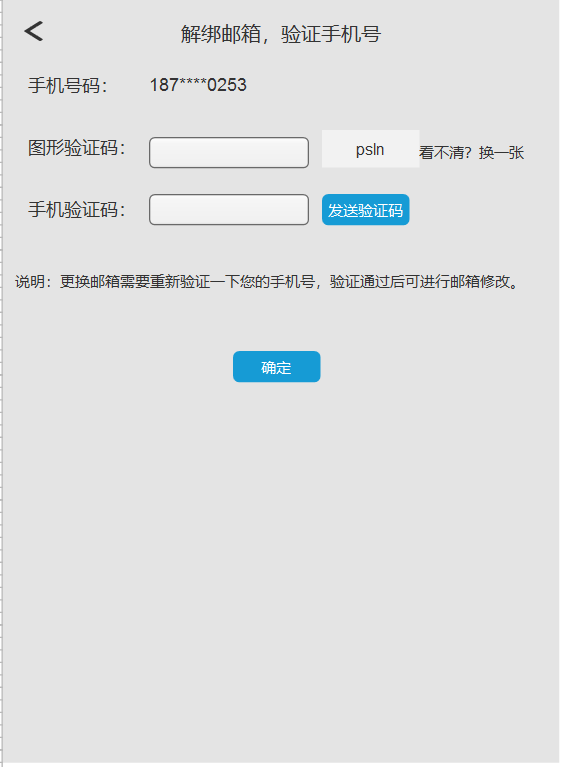 解绑邮箱，验证手机号
手机号码： 187****0253
图形验证码： psln 看不清？换一张
手机验证码： 发送验证码
说明：更换邮箱需要重新验证一下您的手机号，验证通过后可进行邮箱修改。
确定